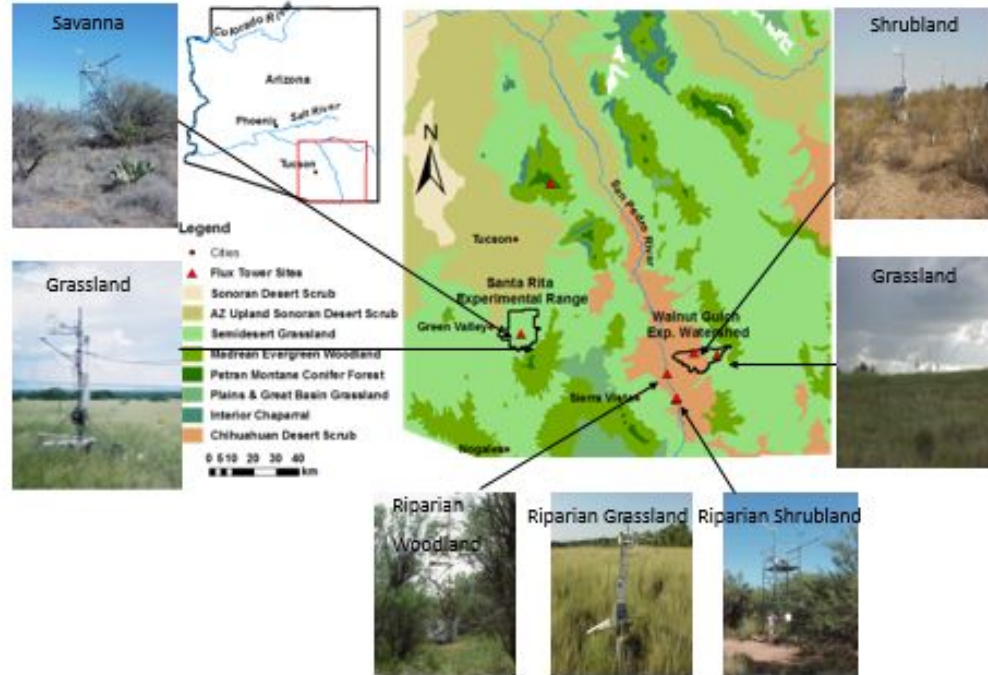 Savanna
Colorado River
Arizona
Phoenix
Salt River
Tucson
Shrubland
N
San Pedro River
Tucson
Legend
Cities
Flux Tower Sites
Sonoran Desert Scrub
AZ Upland Sonoran Desert Scrub
Semidesert Grassland
Madrean Evergreen Woodland
Petran Montane Conifer Forest
Plains & Great Basin Grassland
Interior Chaparral
Chihuahuan Desert Scrub
0 5 10 20 30 40
km
Grassland
Santa Rita
Experimental Range
Green Valley
Walnut Gulch
Exp. Watershed
Grassland
Sierra Vista
Nogales
Riparian
Woodland
Riparian Grassland
Riparian Shrubland